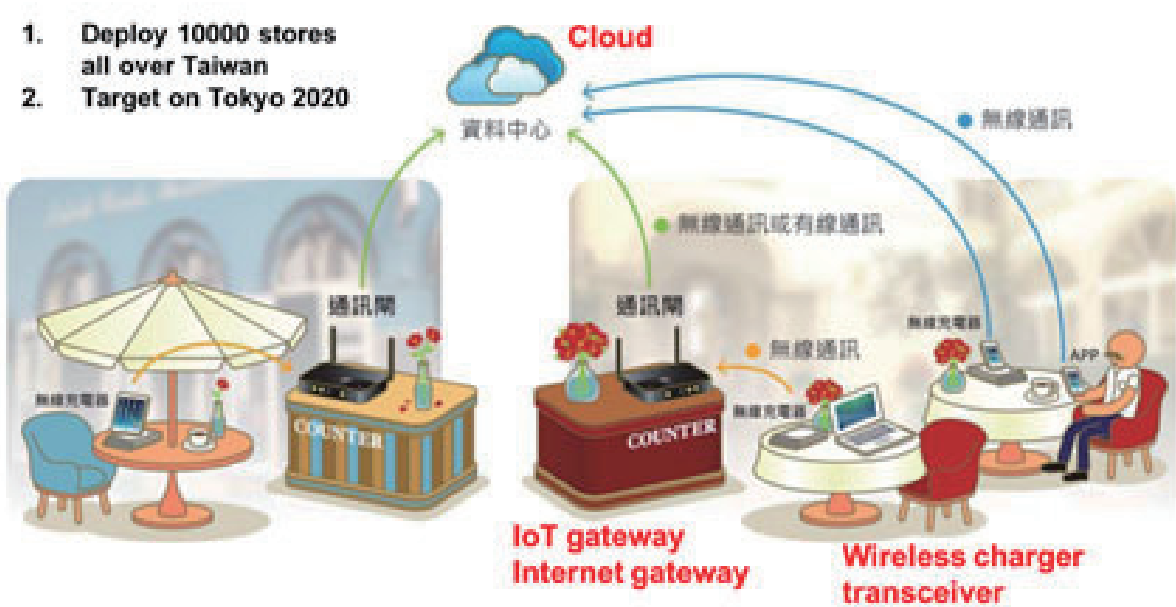 1. Deploy 10000 stores
all over Taiwan
2. Target on Tokyo 2020
Cloud
資料中心
無線通訊
無線通訊或有線通訊
通訊閘
通訊閘
無線充電器
無線通訊
APP
無線充電器
無線充電器
COUNTER
COUNTER
IoT gateway
Internet gateway
Wireless charger
transceiver